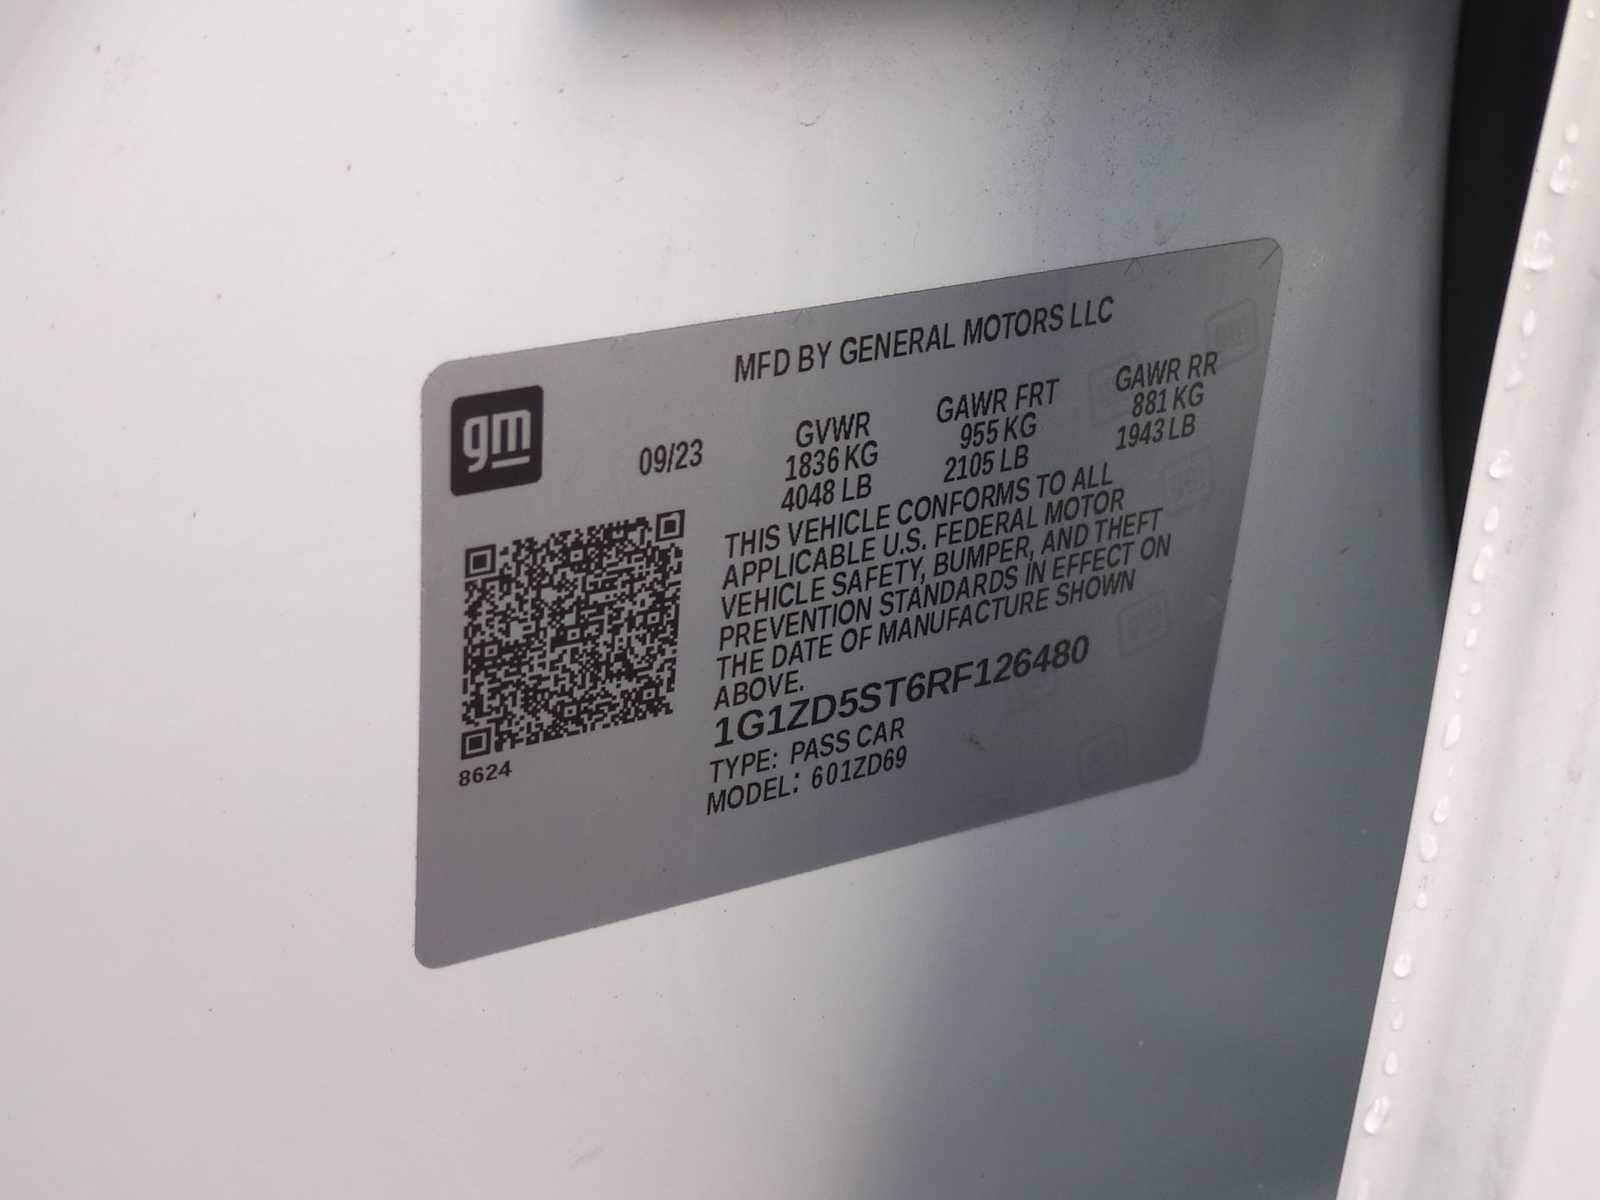 MFD BY GENERAL MOTORS LLC
gm
09/23
GVWR GAWR FRT GAWR RR
1836 KG 955 KG 881 KG
4048 LB 2105 LB 1943 LB
THIS VEHICLE CONFORMS TO ALL
APPLICABLE U.S. FEDERAL MOTOR
VEHICLE SAFETY, BUMPER, AND THEFT
PREVENTION STANDARDS IN EFFECT ON
THE DATE OF MANUFACTURE SHOWN
ABOVE.
1G1ZD5ST6RF126480
TYPE: PASS CAR
MODEL: 601ZD69
8624